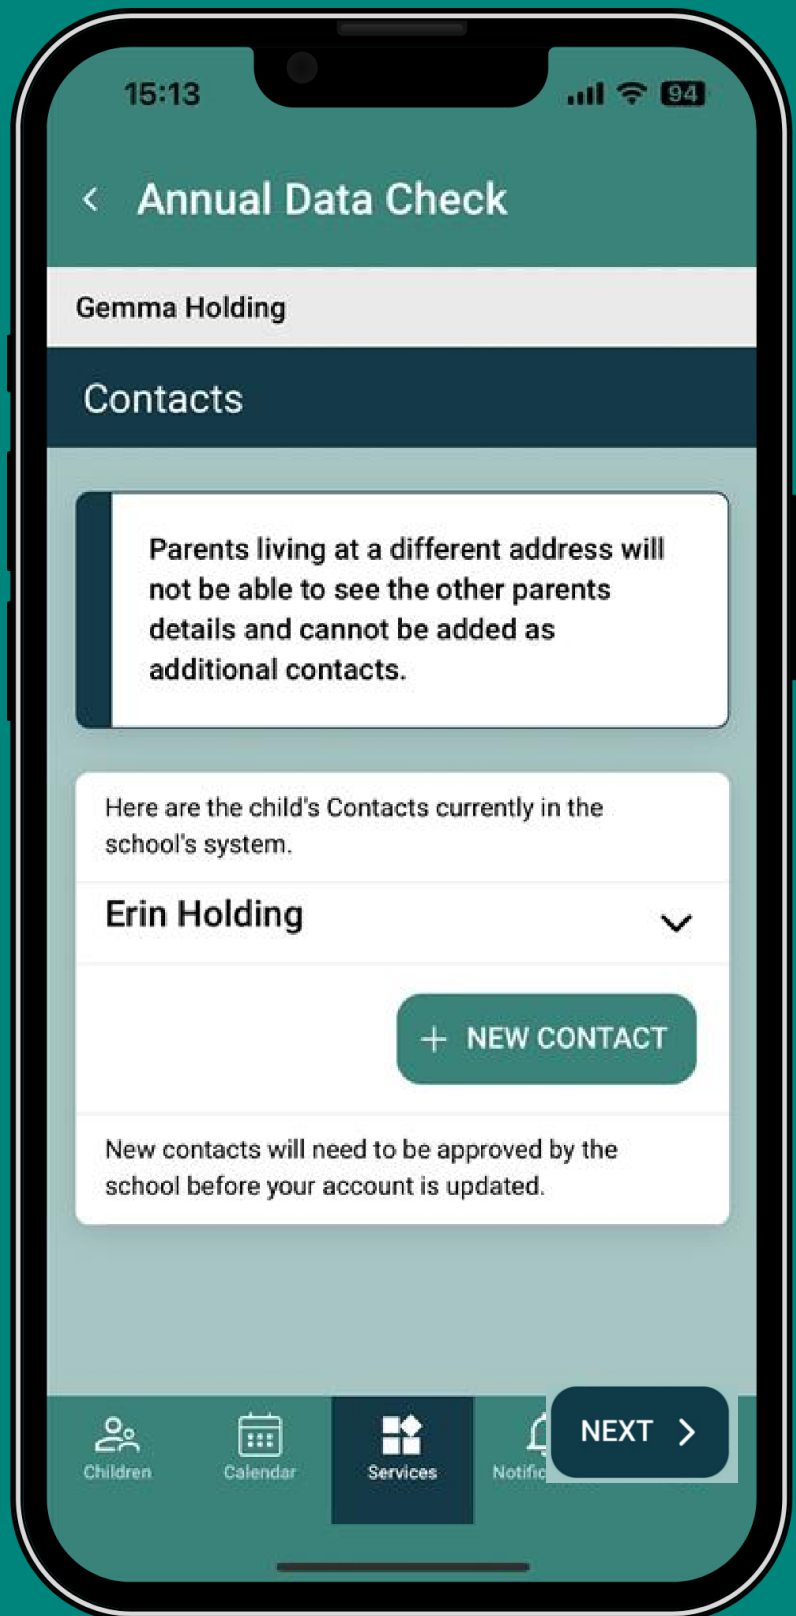 15:13
94
Annual Data Check
Gemma Holding
Contacts
Parents living at a different address will
not be able to see the other parents
details and cannot be added as
additional contacts.
Here are the child's Contacts currently in the
school's system.
Erin Holding
+ NEW CONTACT
New contacts will need to be approved by the
school before your account is updated.
NEXT
Children
Calendar
Services
Notific